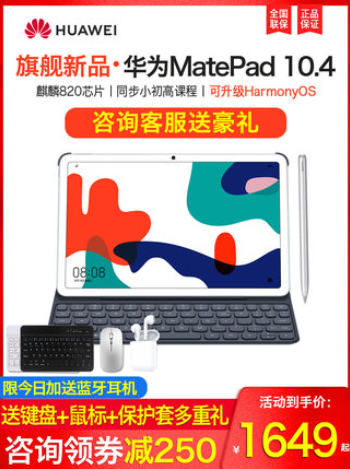 HUAWEI
全国联保
正品保证
旗舰新品·华为MatePad 10.4
麒麟820芯片|同步小初高课程|可升级HarmonyOS
咨询客服送豪礼
08:08
限今日加送蓝牙耳机
送键盘+鼠标+保护套多重礼
咨询领券减250
活动到手价
¥1649起